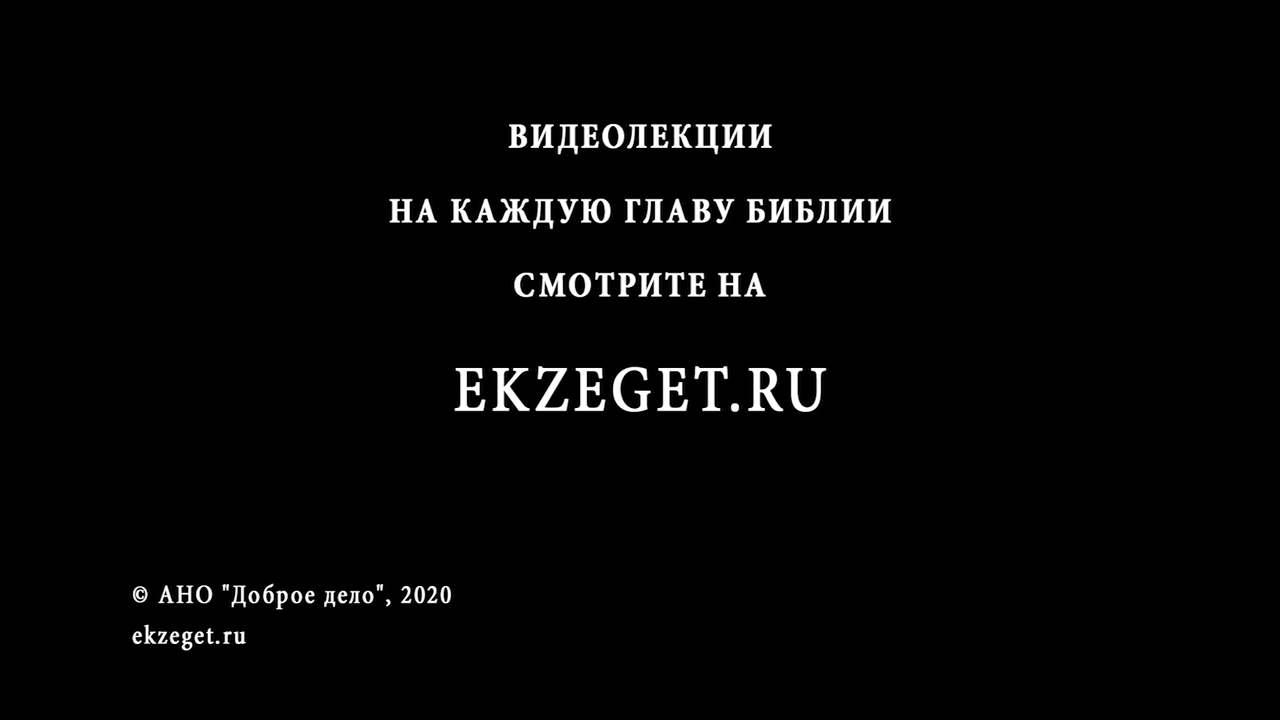 ВИДЕОЛЕКЦИИ
НА КАЖДУЮ ГЛАВУ БИБЛИИ
СМОТРИТЕ НА
EKZEGET.RU
© АНО "Доброе дело", 2020
ekzeget.ru